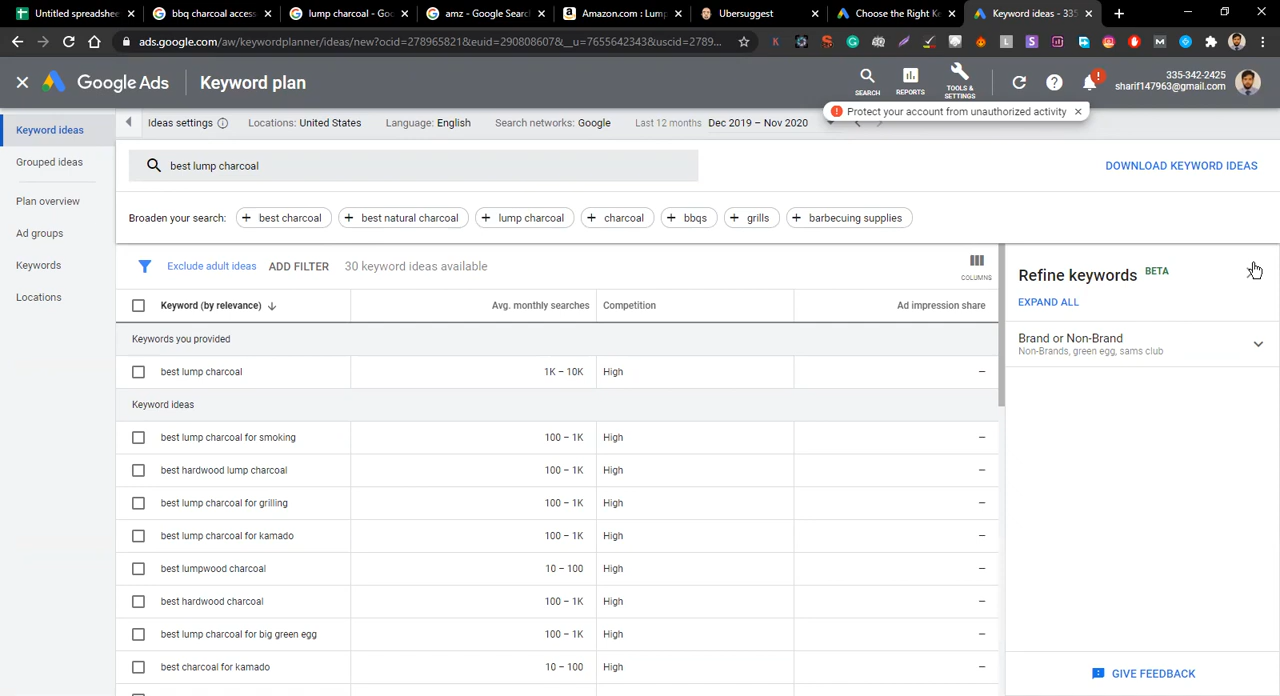 Untitled spreadshee
bbq charcoal access
lump charcoal - Goo
amz - Google Searc
Amazon.com : Lump
Ubersuggest
Choose the Right Ke
Keyword ideas - 335
ads.google.com/aw/keywordplanner/ideas/new?ocid=278965821&euid=290808607&__u=7655642343&uscid=2789...
Google Ads
Keyword plan
SEARCH
REPORTS
TOOLS &
SETTINGS
335-342-2425
sharif147963@gmail.com
Protect your account from unauthorized activity
Keyword ideas
Grouped ideas
Plan overview
Ad groups
Keywords
Locations
Ideas settings
Locations: United States
Language: English
Search networks: Google
Last 12 months Dec 2019 – Nov 2020
best lump charcoal
DOWNLOAD KEYWORD IDEAS
Broaden your search:
+ best charcoal
+ best natural charcoal
+ lump charcoal
+ charcoal
+ bbqs
+ grills
+ barbecuing supplies
Exclude adult ideas
ADD FILTER
30 keyword ideas available
COLUMNS
Keyword (by relevance)
Avg. monthly searches
Competition
Ad impression share
Keywords you provided
best lump charcoal 1K – 10K High –
Keyword ideas
best lump charcoal for smoking 100 – 1K High –
best hardwood lump charcoal 100 – 1K High –
best lump charcoal for grilling 100 – 1K High –
best lump charcoal for kamado 100 – 1K High –
best lumpwood charcoal 10 – 100 High –
best hardwood charcoal 100 – 1K High –
best lump charcoal for big green egg 100 – 1K High –
best charcoal for kamado 10 – 100 High –
Refine keywords BETA
EXPAND ALL
Brand or Non-Brand
Non-Brands, green egg, sams club
GIVE FEEDBACK